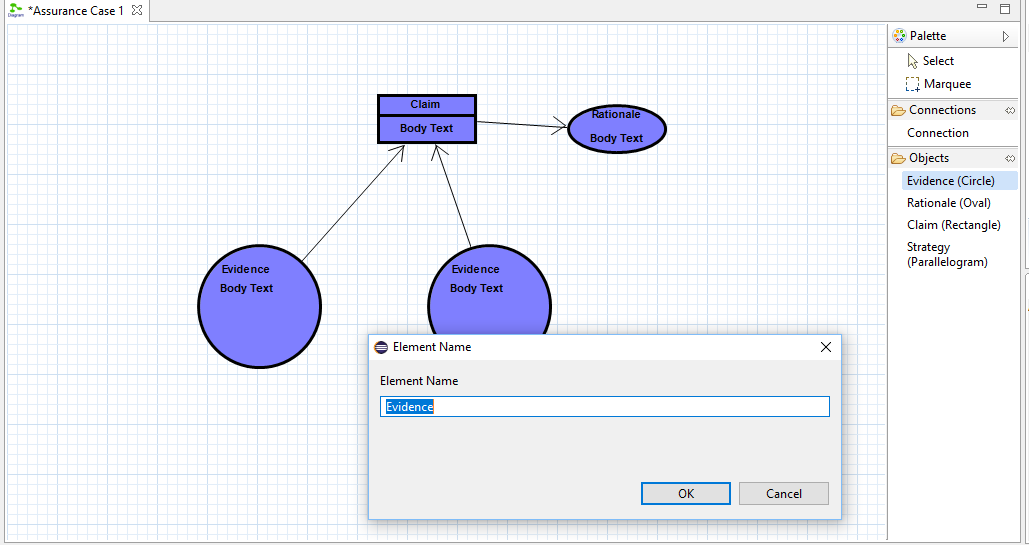 *Assurance Case 1
Diagram
Palette
Select
Marquee
Connections
Connection
Objects
Evidence (Circle)
Rationale (Oval)
Claim (Rectangle)
Strategy
(Parallelogram)
Claim
Body Text
Rationale
Body Text
Evidence
Body Text
Evidence
Body Text
Element Name
Element Name
Evidence
OK
Cancel